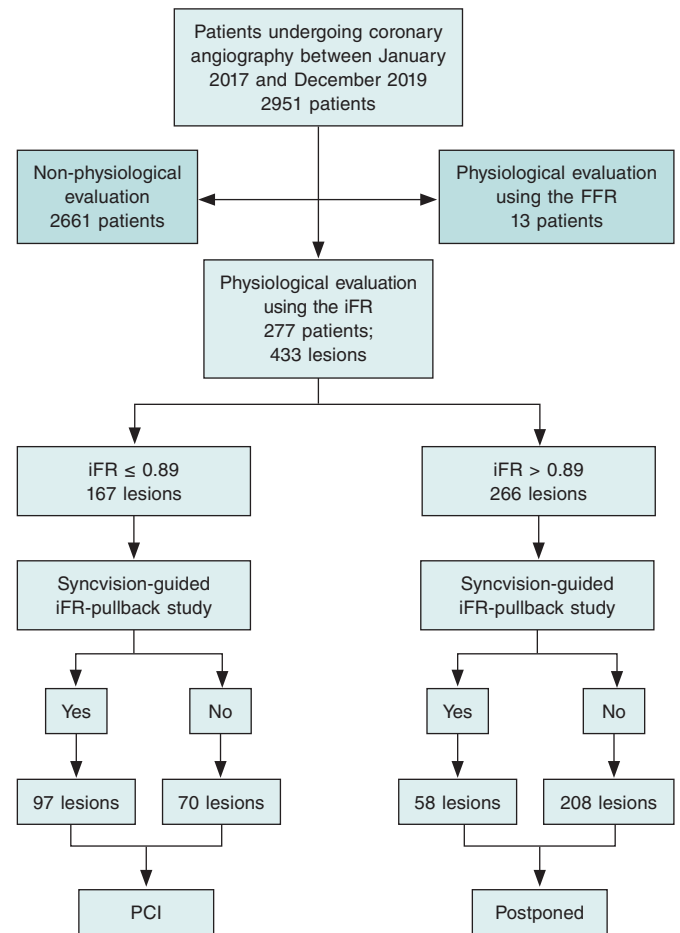 Patients undergoing coronary
angiography between January
2017 and December 2019
2951 patients
Non-physiological
evaluation
2661 patients
Physiological evaluation
using the FFR
13 patients
Physiological evaluation
using the iFR
277 patients;
433 lesions
iFR ≤ 0.89
167 lesions
iFR > 0.89
266 lesions
Syncvision-guided
iFR-pullback study
Syncvision-guided
iFR-pullback study
Yes
No
Yes
No
97 lesions
70 lesions
58 lesions
208 lesions
PCI
Postponed